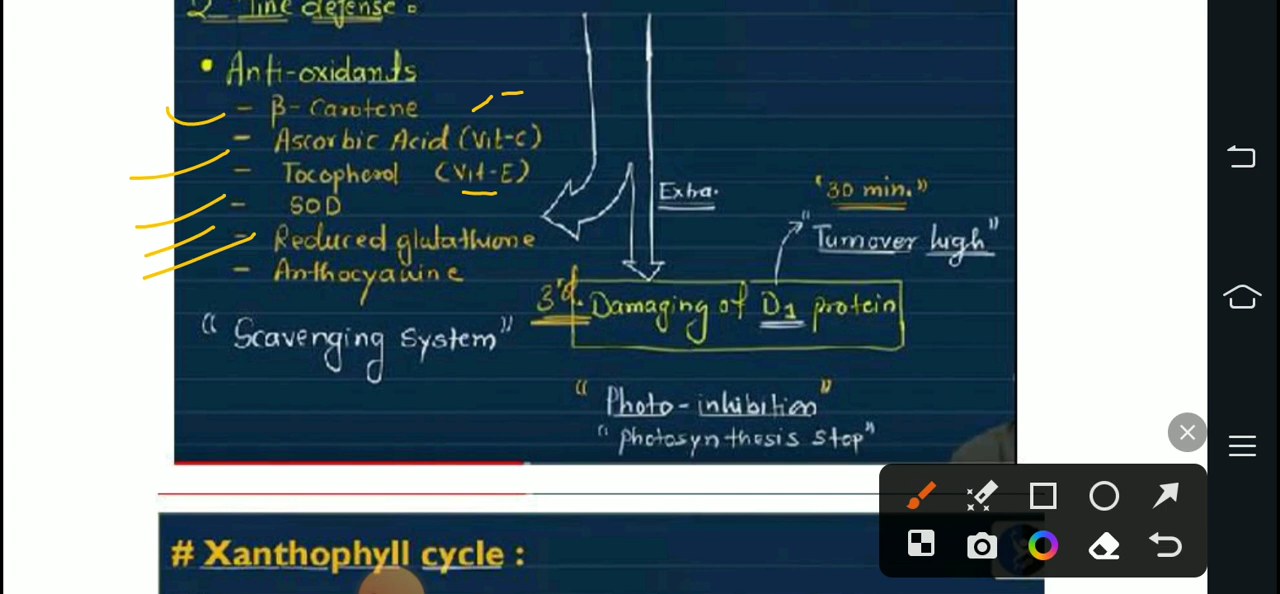 2 line defense :
• Anti-oxidants
- β-Carotene
- Ascorbic Acid (Vit-C)
- Tocopherol (Vit-E)
- SOD
- Reduced glutathione
- Anthocyanine
"Scavenging system"
Extra.
"30 min."
"Turnover high"
3rd. Damaging of D1 protein
"Photo-inhibition"
"photosynthesis stop"
# Xanthophyll cycle :